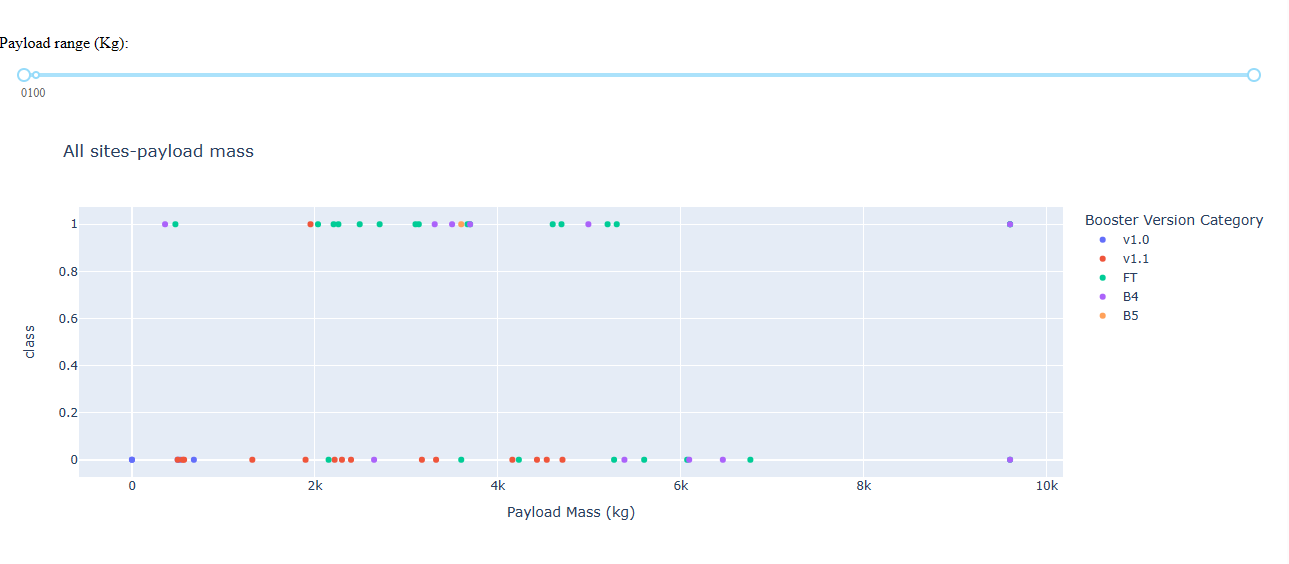 Payload range (Kg):
0100
All sites-payload mass
1
0.8
0.6
0.4
0.2
0
class
0 2k 4k 6k 8k 10k
Payload Mass (kg)
Booster Version Category
v1.0
v1.1
FT
B4
B5